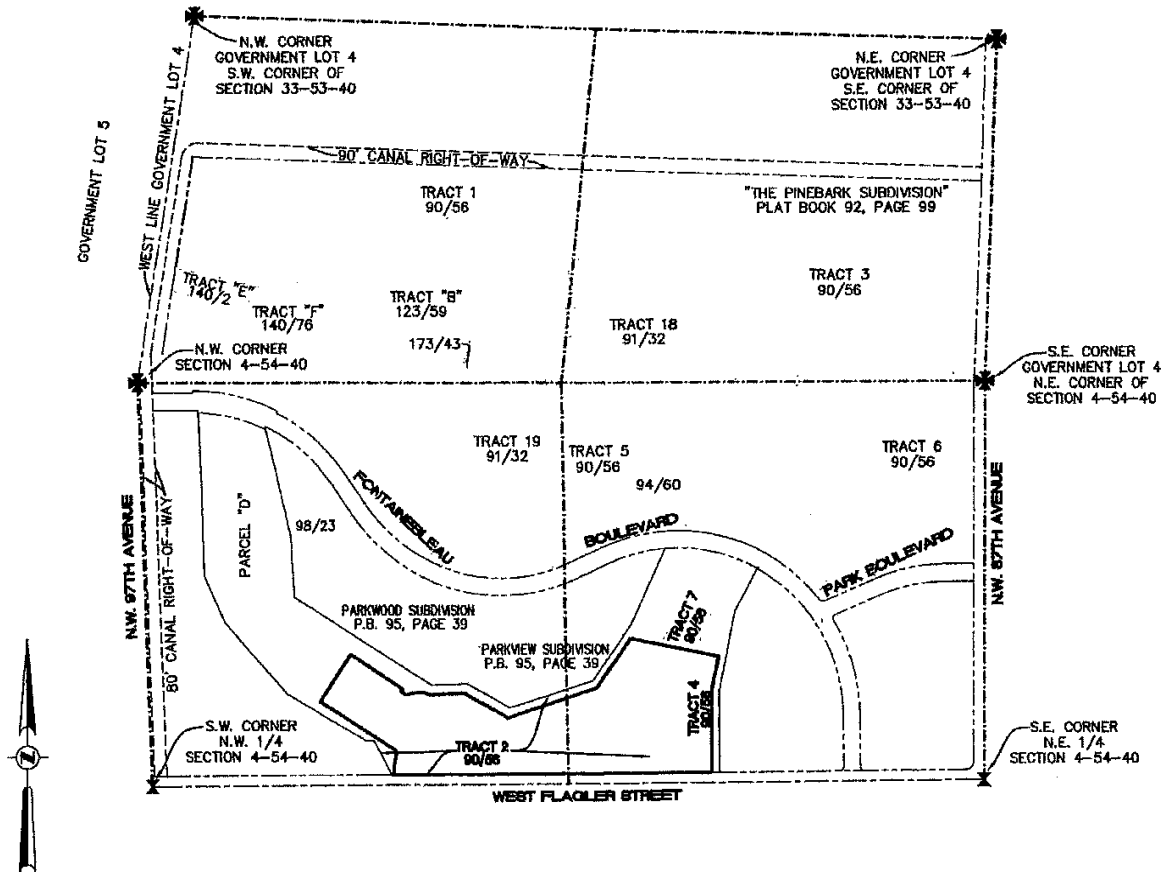 N.W. CORNER
GOVERNMENT LOT 4
S.W. CORNER OF
SECTION 33-53-40
N.E. CORNER
GOVERNMENT LOT 4
S.E. CORNER OF
SECTION 33-53-40
GOVERNMENT LOT 5
WEST LINE GOVERNMENT LOT 4
90' CANAL RIGHT-OF-WAY
TRACT 1
90/56
"THE PINEBARK SUBDIVISION"
PLAT BOOK 92, PAGE 99
TRACT "E"
140/2
TRACT "F"
140/76
TRACT "B"
123/59
173/43
TRACT 3
90/56
TRACT 18
91/32
N.W. CORNER
SECTION 4-54-40
S.E. CORNER
GOVERNMENT LOT 4
N.E. CORNER OF
SECTION 4-54-40
TRACT 19
91/32
TRACT 5
90/56
94/60
TRACT 6
90/56
N.W. 97TH AVENUE
80' CANAL RIGHT-OF-WAY
PARCEL "D"
98/23
FONTAINEBLEAU
BOULEVARD
PARK BOULEVARD
N.W. 87TH AVENUE
PARKWOOD SUBDIVISION
P.B. 95, PAGE 39
PARKVIEW SUBDIVISION
P.B. 95, PAGE 39
TRACT 7
90/56
TRACT 4
90/56
TRACT 2
90/56
S.W. CORNER
N.W. 1/4
SECTION 4-54-40
S.E. CORNER
N.E. 1/4
SECTION 4-54-40
WEST FLAGLER STREET
Z